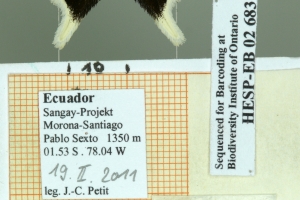 Ecuador
Sangay-Projekt
Morona-Santiago
Pablo Sexto 1350 m
01.53 S . 78.04 W
19. II. 2011
leg. J.-C. Petit
Sequenced for Barcoding at
Biodiversity Institute of Ontario
HESP-EB 02 683